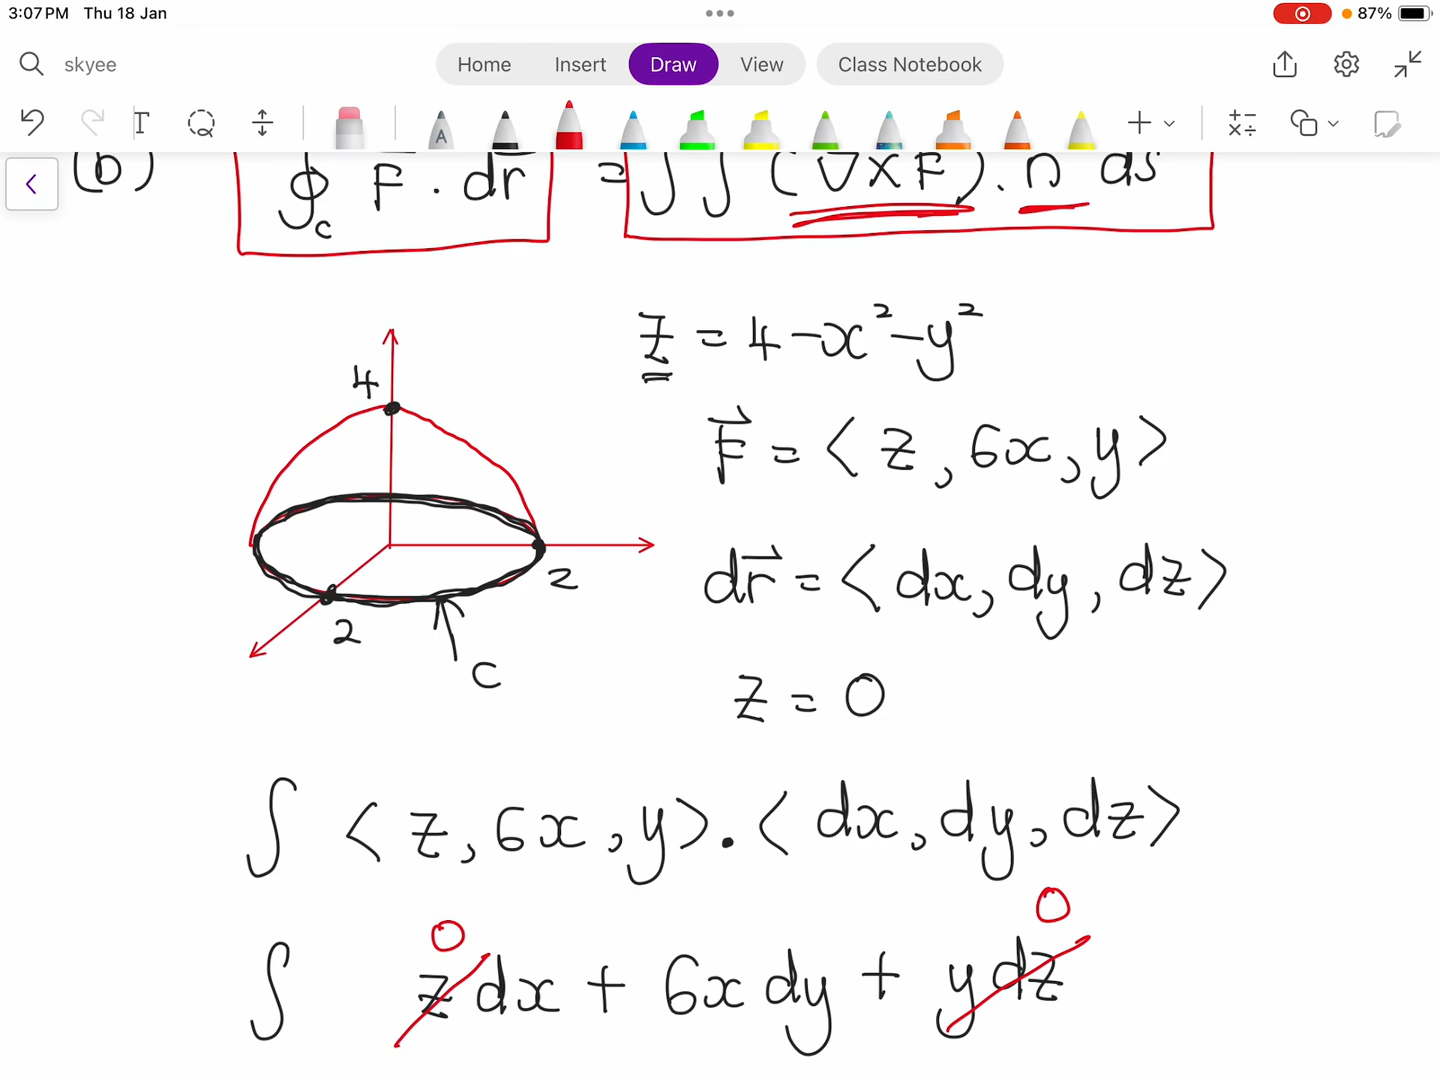 3:07 PM Thu 18 Jan
87%
skyee
Home Insert Draw View Class Notebook
T
A
(b) ∮c F · dr⃗ = ∫∫ (∇×F) · n ds
z = 4 - x² - y²
4
F⃗ = < z, 6x, y >
dr⃗ = < dx, dy, dz >
2
2
C
z = 0
∫ < z, 6x, y > · < dx, dy, dz >
0 0
∫ z dx + 6x dy + y dz